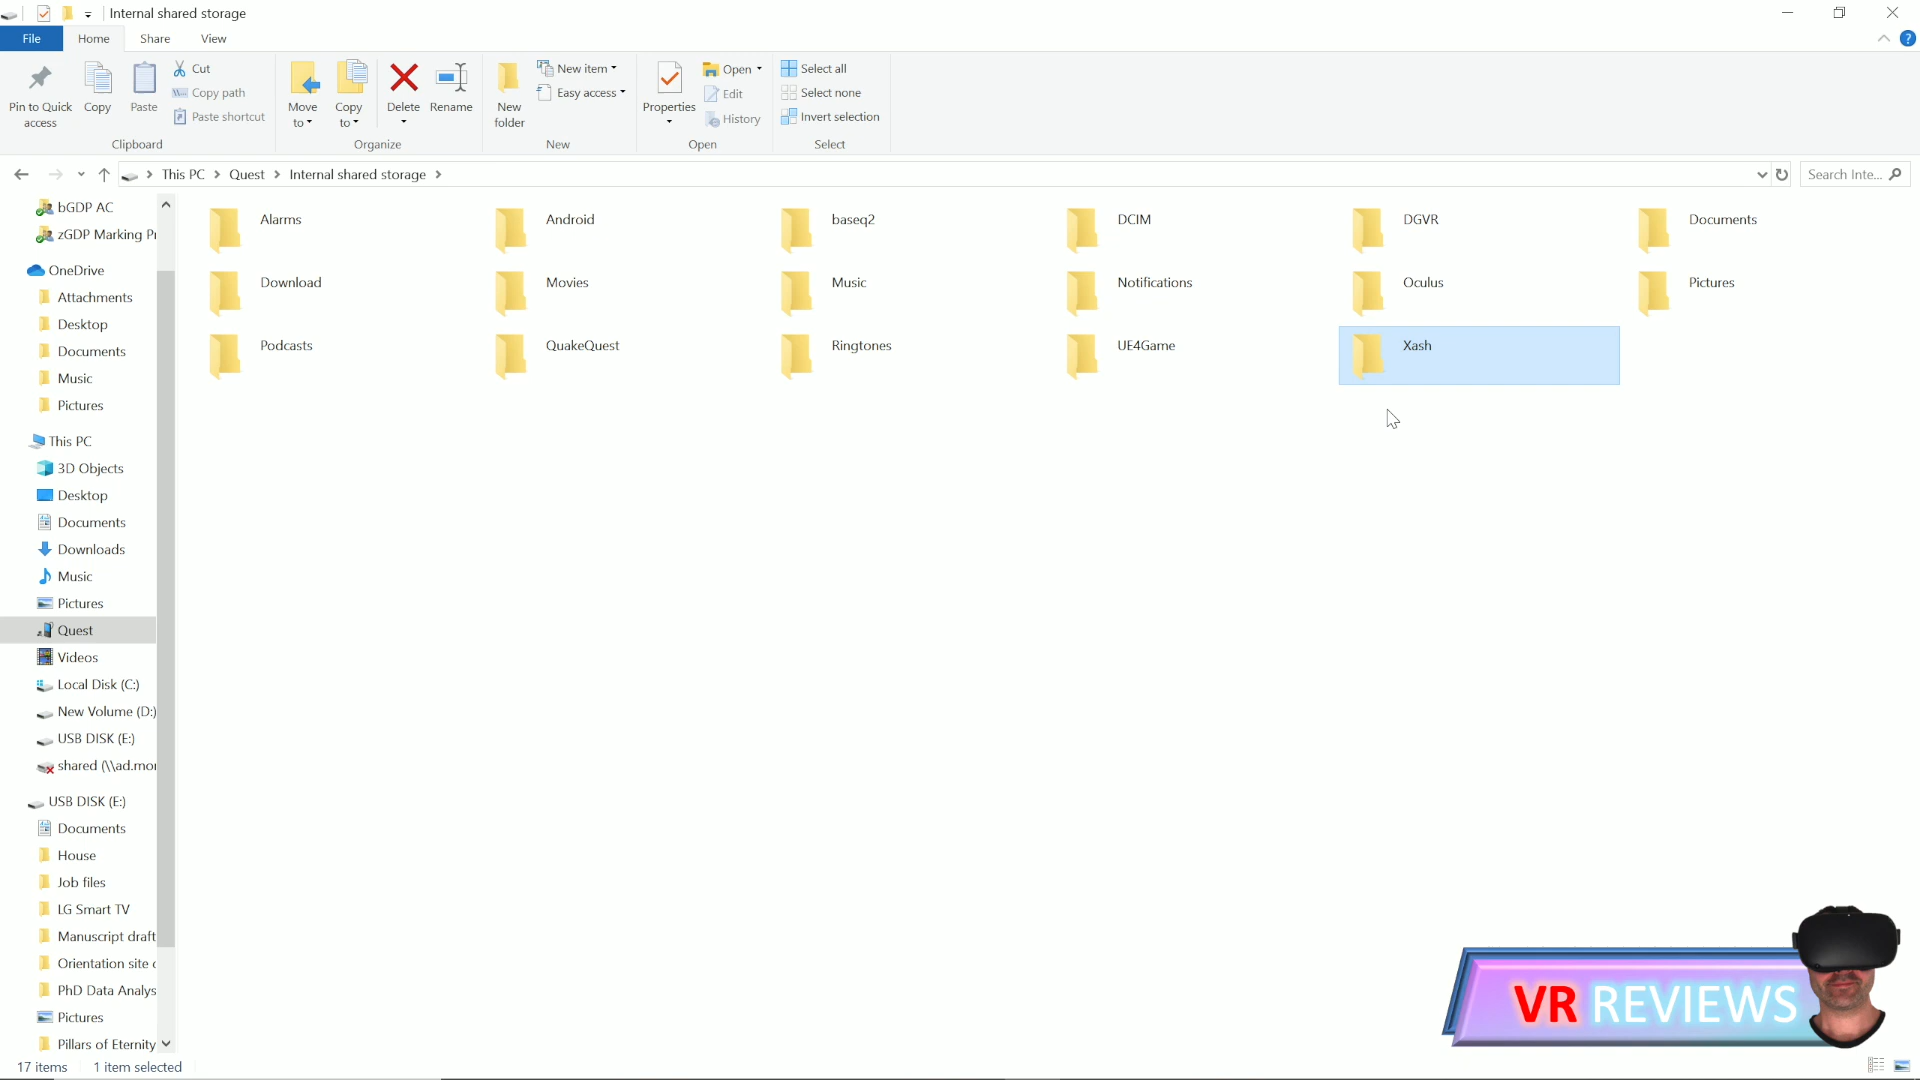 Internal shared storage
File Home Share View
Pin to Quick access
Copy
Paste
Cut
Copy path
Paste shortcut
Clipboard
Move to
Copy to
Delete
Rename
Organize
New folder
New item
Easy access
New
Properties
Open
Edit
History
Open
Select all
Select none
Invert selection
Select
This PC Quest Internal shared storage
Search Inte...
bGDP AC
zGDP Marking Pr
OneDrive
Attachments
Desktop
Documents
Music
Pictures
This PC
3D Objects
Desktop
Documents
Downloads
Music
Pictures
Quest
Videos
Local Disk (C:)
New Volume (D:)
USB DISK (E:)
shared (\\ad.mon
USB DISK (E:)
Documents
House
Job files
LG Smart TV
Manuscript draft
Orientation site c
PhD Data Analys
Pictures
Pillars of Eternity
Alarms Android baseq2 DCIM DGVR Documents
Download Movies Music Notifications Oculus Pictures
Podcasts QuakeQuest Ringtones UE4Game Xash
VR REVIEWS
17 items 1 item selected